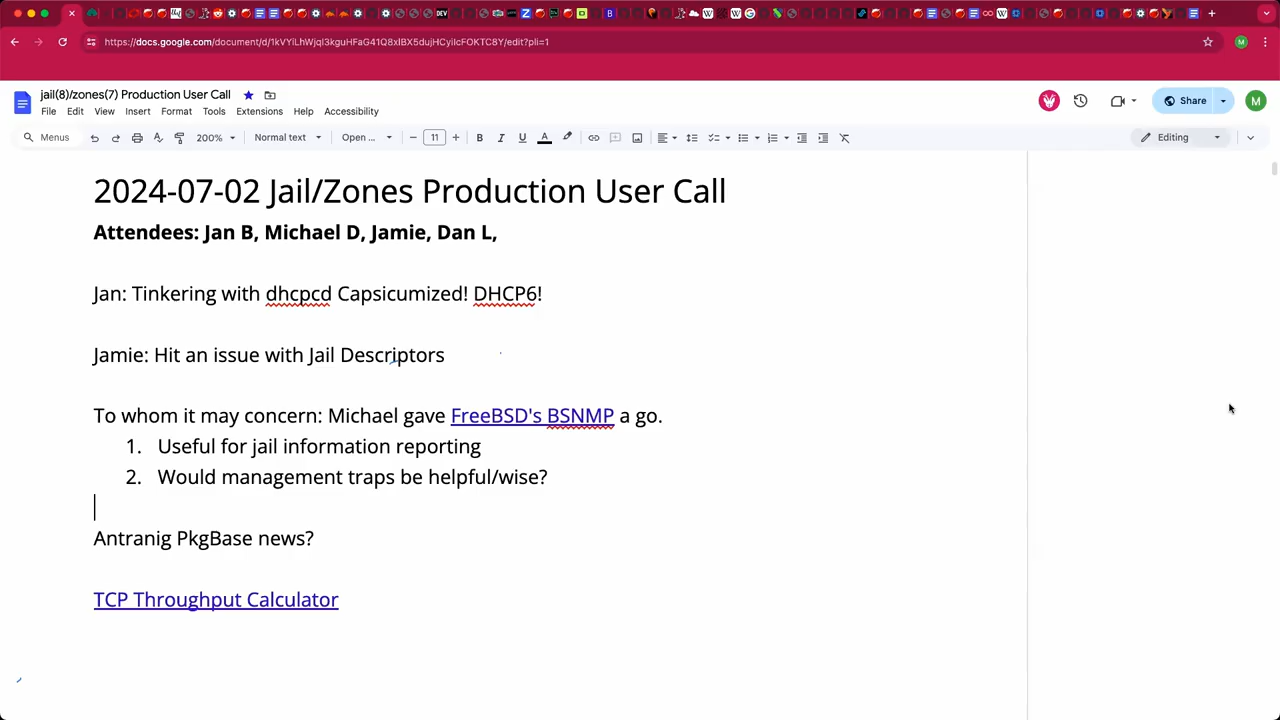 https://docs.google.com/document/d/1kVYlLhWjqI3kguHFaG41Q8xlBX5dujHCyiIcFOKTC8Y/edit?pli=1
jail(8)/zones(7) Production User Call
File Edit View Insert Format Tools Extensions Help Accessibility
Share
M
Menus 200% Normal text Open ... 11 Editing
2024-07-02 Jail/Zones Production User Call
Attendees: Jan B, Michael D, Jamie, Dan L,
Jan: Tinkering with dhcpcd Capsicumized! DHCP6!
Jamie: Hit an issue with Jail Descriptors
To whom it may concern: Michael gave FreeBSD's BSNMP a go.
1. Useful for jail information reporting
2. Would management traps be helpful/wise?
Antranig PkgBase news?
TCP Throughput Calculator